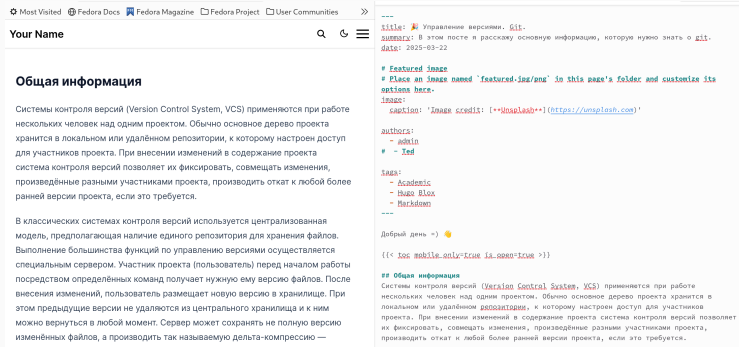 Most Visited Fedora Docs Fedora Magazine Fedora Project User Communities
Your Name
Общая информация
Системы контроля версий (Version Control System, VCS) применяются при работе
нескольких человек над одним проектом. Обычно основное дерево проекта
хранится в локальном или удалённом репозитории, к которому настроен доступ
для участников проекта. При внесении изменений в содержание проекта
система контроля версий позволяет их фиксировать, совмещать изменения,
произведённые разными участниками проекта, производить откат к любой более
ранней версии проекта, если это требуется.
В классических системах контроля версий используется централизованная
модель, предполагающая наличие единого репозитория для хранения файлов.
Выполнение большинства функций по управлению версиями осуществляется
специальным сервером. Участник проекта (пользователь) перед началом работы
посредством определённых команд получает нужную ему версию файлов. После
внесения изменений, пользователь размещает новую версию в хранилище. При
этом предыдущие версии не удаляются из центрального хранилища и к ним
можно вернуться в любой момент. Сервер может сохранять не полную версию
изменённых файлов, а производить так называемую дельта-компрессию —
---
title: 🎉 Управление версиями. Git.
summary: В этом посте я расскажу основную информацию, которую нужно знать о git.
date: 2025-03-22
# Featured image
# Place an image named `featured.jpg/png` in this page's folder and customize its
options here.
image:
caption: 'Image credit: [**Unsplash**](https://unsplash.com)'
authors:
- admin
# - Ted
tags:
- Academic
- Hugo Blox
- Markdown
---
Добрый день =) 👋
{{< toc mobile_only=true is_open=true >}}
## Общая информация
Системы контроля версий (Version Control System, VCS) применяются при работе
нескольких человек над одним проектом. Обычно основное дерево проекта хранится в
локальном или удалённом репозитории, к которому настроен доступ для участников
проекта. При внесении изменений в содержание проекта система контроля версий позволяет
их фиксировать, совмещать изменения, произведённые разными участниками проекта,
производить откат к любой более ранней версии проекта, если это требуется.